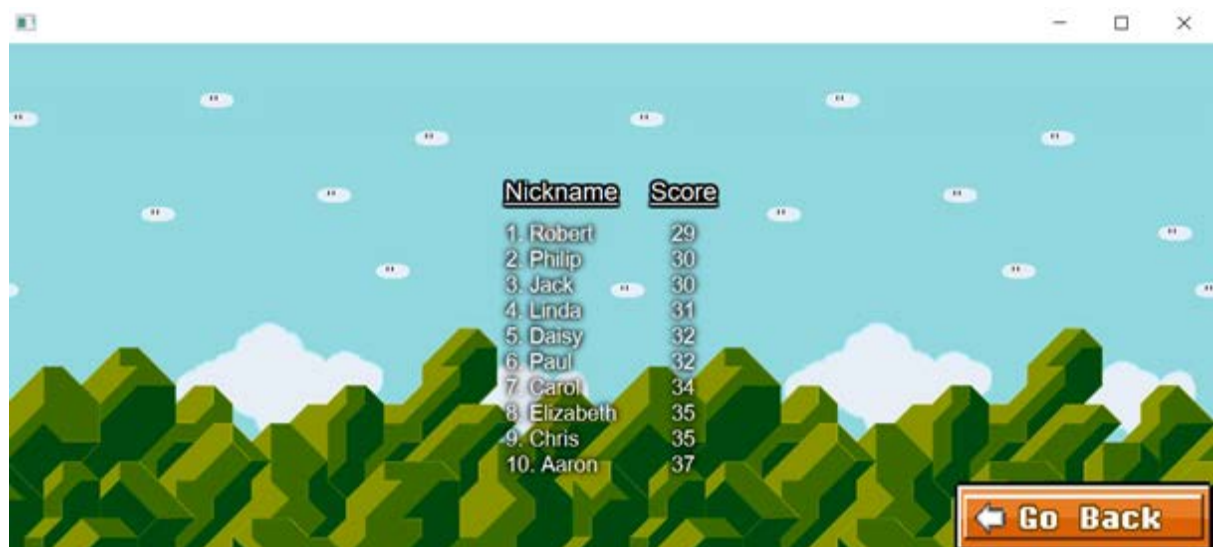 Nickname Score
1. Robert 29
2. Philip 30
3. Jack 30
4. Linda 31
5. Daisy 32
6. Paul 32
7. Carol 34
8. Elizabeth 35
9. Chris 35
10. Aaron 37
Go Back